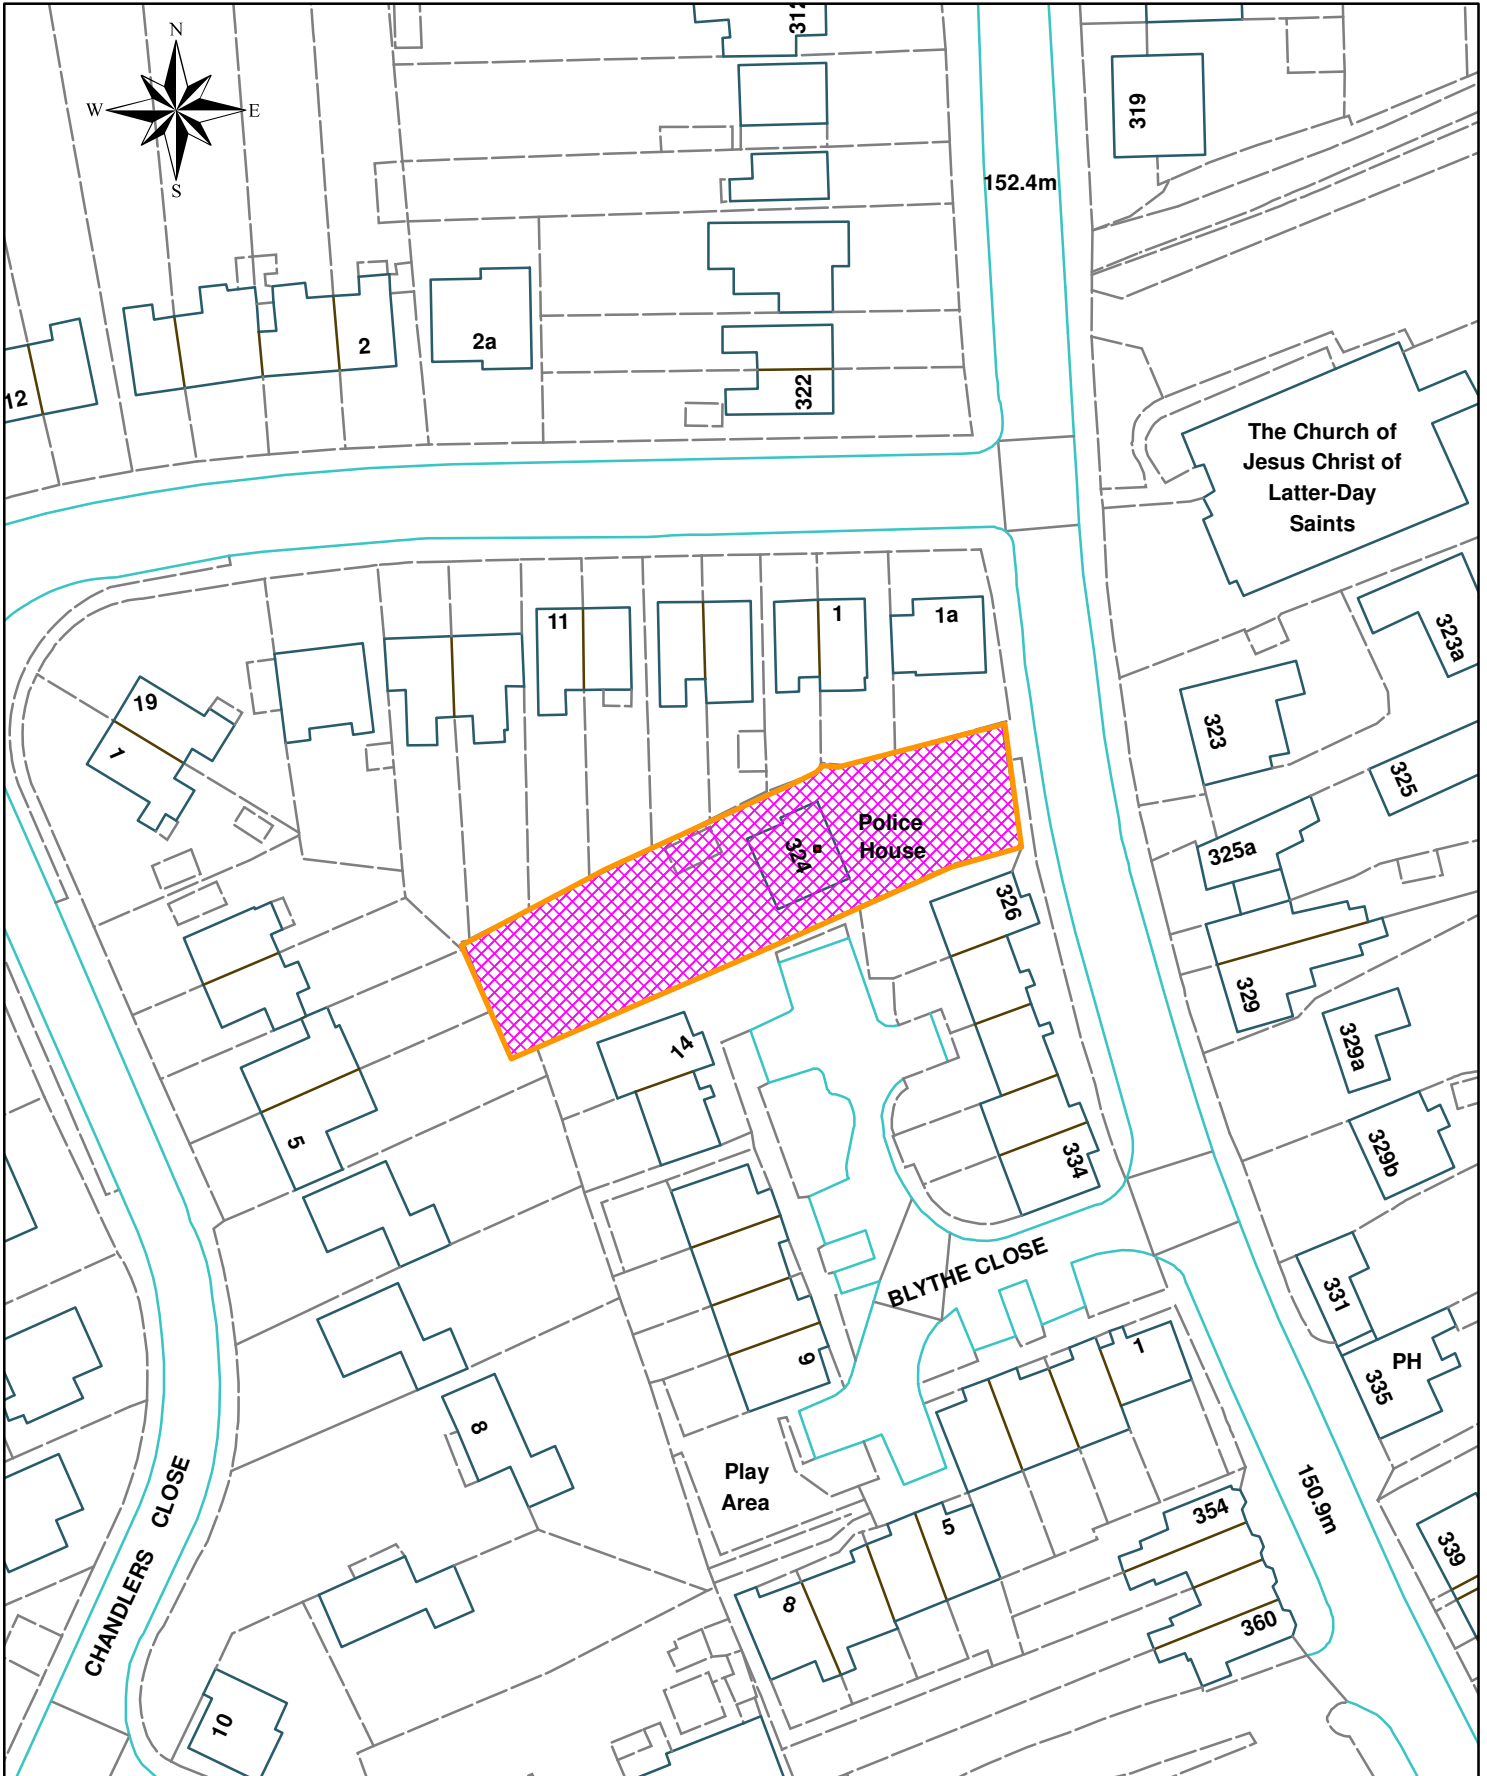 N
W E
S
312
319
152.4m
2
2a
12
322
The Church of
Jesus Christ of
Latter-Day
Saints
11
1
1a
323a
19
1
323
325
Police
House
324
325a
326
329
14
329a
5
329b
334
BLYTHE CLOSE
331
9
1
PH
335
8
Play
Area
CHANDLERS CLOSE
150.9m
354
5
339
8
360
10